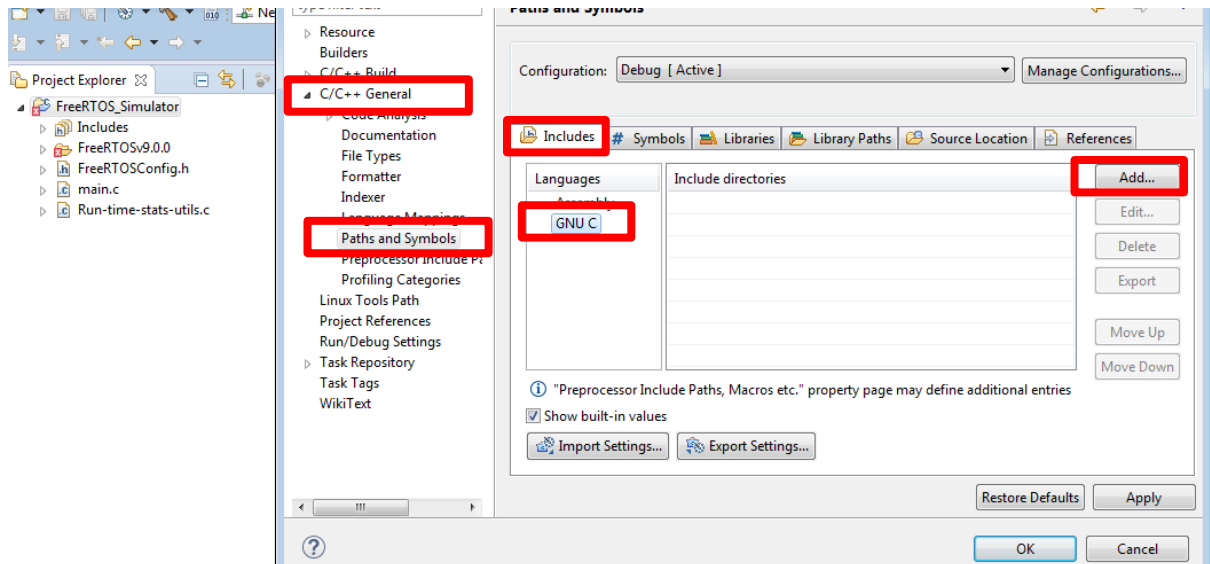 010
Ne
Paths and Symbols
Project Explorer
FreeRTOS_Simulator
Includes
FreeRTOSv9.0.0
FreeRTOSConfig.h
main.c
Run-time-stats-utils.c
Resource
Builders
C/C++ Build
C/C++ General
Code Analysis
Documentation
File Types
Formatter
Indexer
Language Mappings
Paths and Symbols
Preprocessor Include Pa
Profiling Categories
Linux Tools Path
Project References
Run/Debug Settings
Task Repository
Task Tags
WikiText
Configuration: Debug [ Active ] Manage Configurations...
Includes # Symbols Libraries Library Paths Source Location References
Languages Include directories
Assembly
GNU C
Add...
Edit...
Delete
Export
Move Up
Move Down
"Preprocessor Include Paths, Macros etc." property page may define additional entries
Show built-in values
Import Settings... Export Settings...
Restore Defaults Apply
OK Cancel